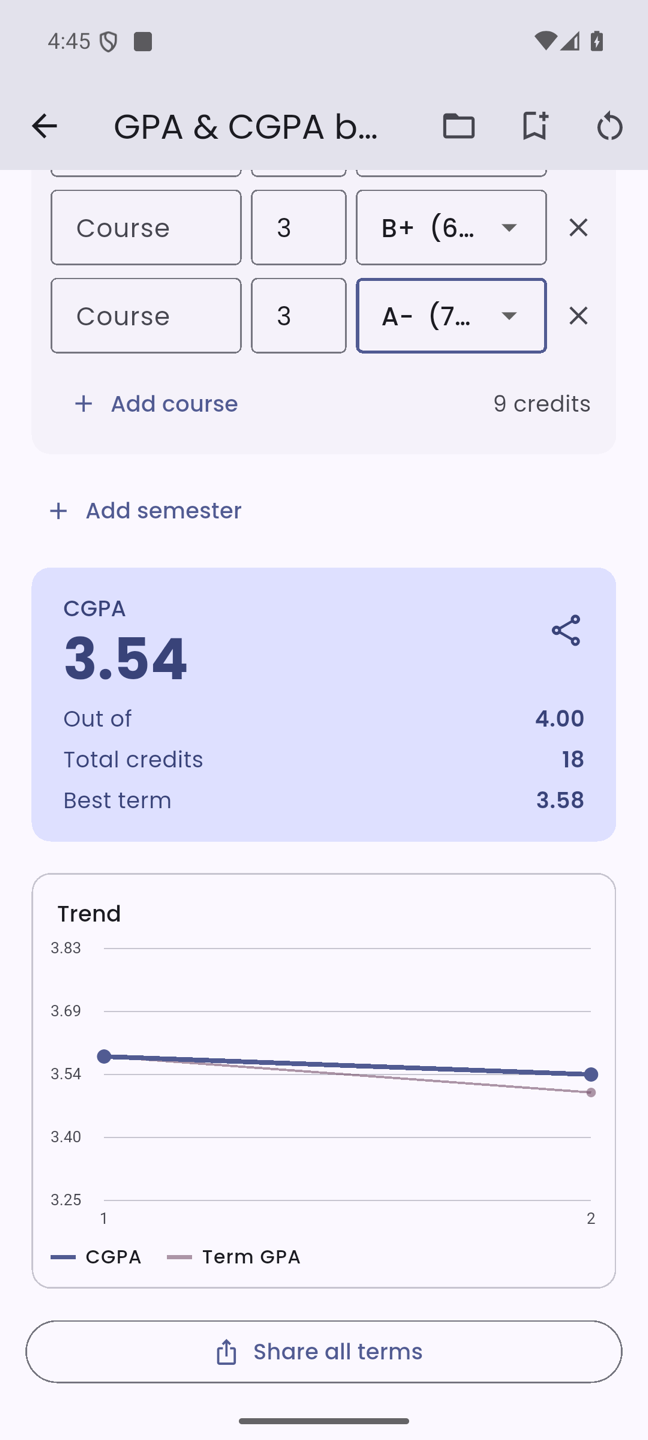 4:45
GPA & CGPA b...
Course 3 B+ (6...
Course 3 A- (7...
+ Add course 9 credits
+ Add semester
CGPA
3.54
Out of 4.00
Total credits 18
Best term 3.58
Trend
3.83
3.69
3.54
3.40
3.25
1 2
CGPA Term GPA
Share all terms